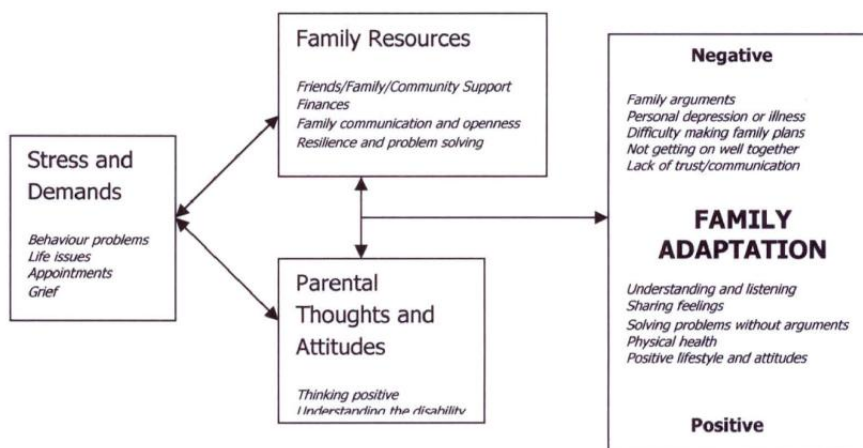 Family Resources
Friends/Family/Community Support
Finances
Family communication and openness
Resilience and problem solving
Stress and
Demands
Behaviour problems
Life issues
Appointments
Grief
Parental
Thoughts and
Attitudes
Thinking positive
Understanding the disability
Negative
Family arguments
Personal depression or illness
Difficulty making family plans
Not getting on well together
Lack of trust/communication
FAMILY
ADAPTATION
Understanding and listening
Sharing feelings
Solving problems without arguments
Physical health
Positive lifestyle and attitudes
Positive